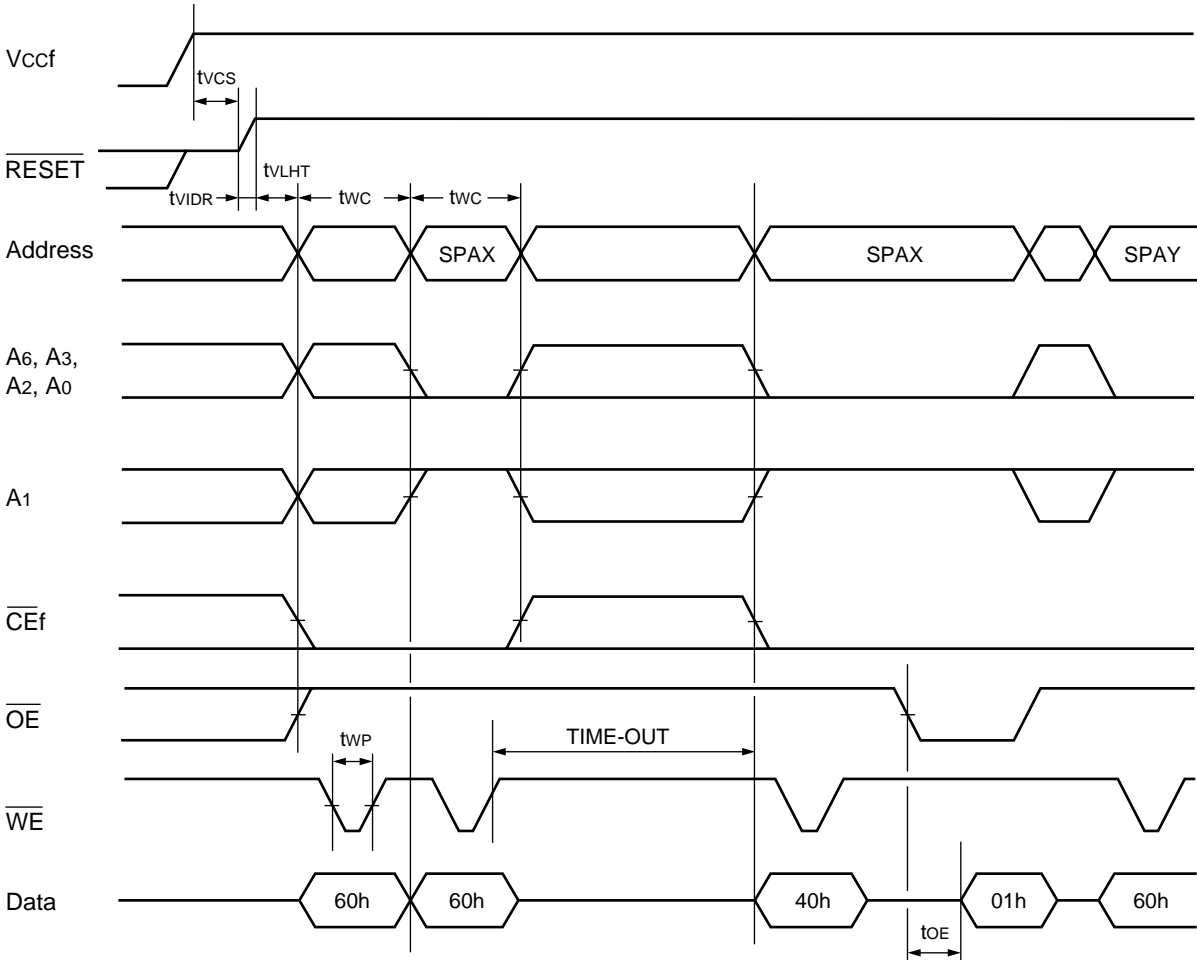 VCCf
tVCS
RESET
tVLHT
tVIDR
tWC
tWC
Address
SPAX
SPAX
SPAY
A6, A3,
A2, A0
A1
CEf
OE
tWP
TIME-OUT
WE
Data
60h
60h
40h
01h
60h
tOE